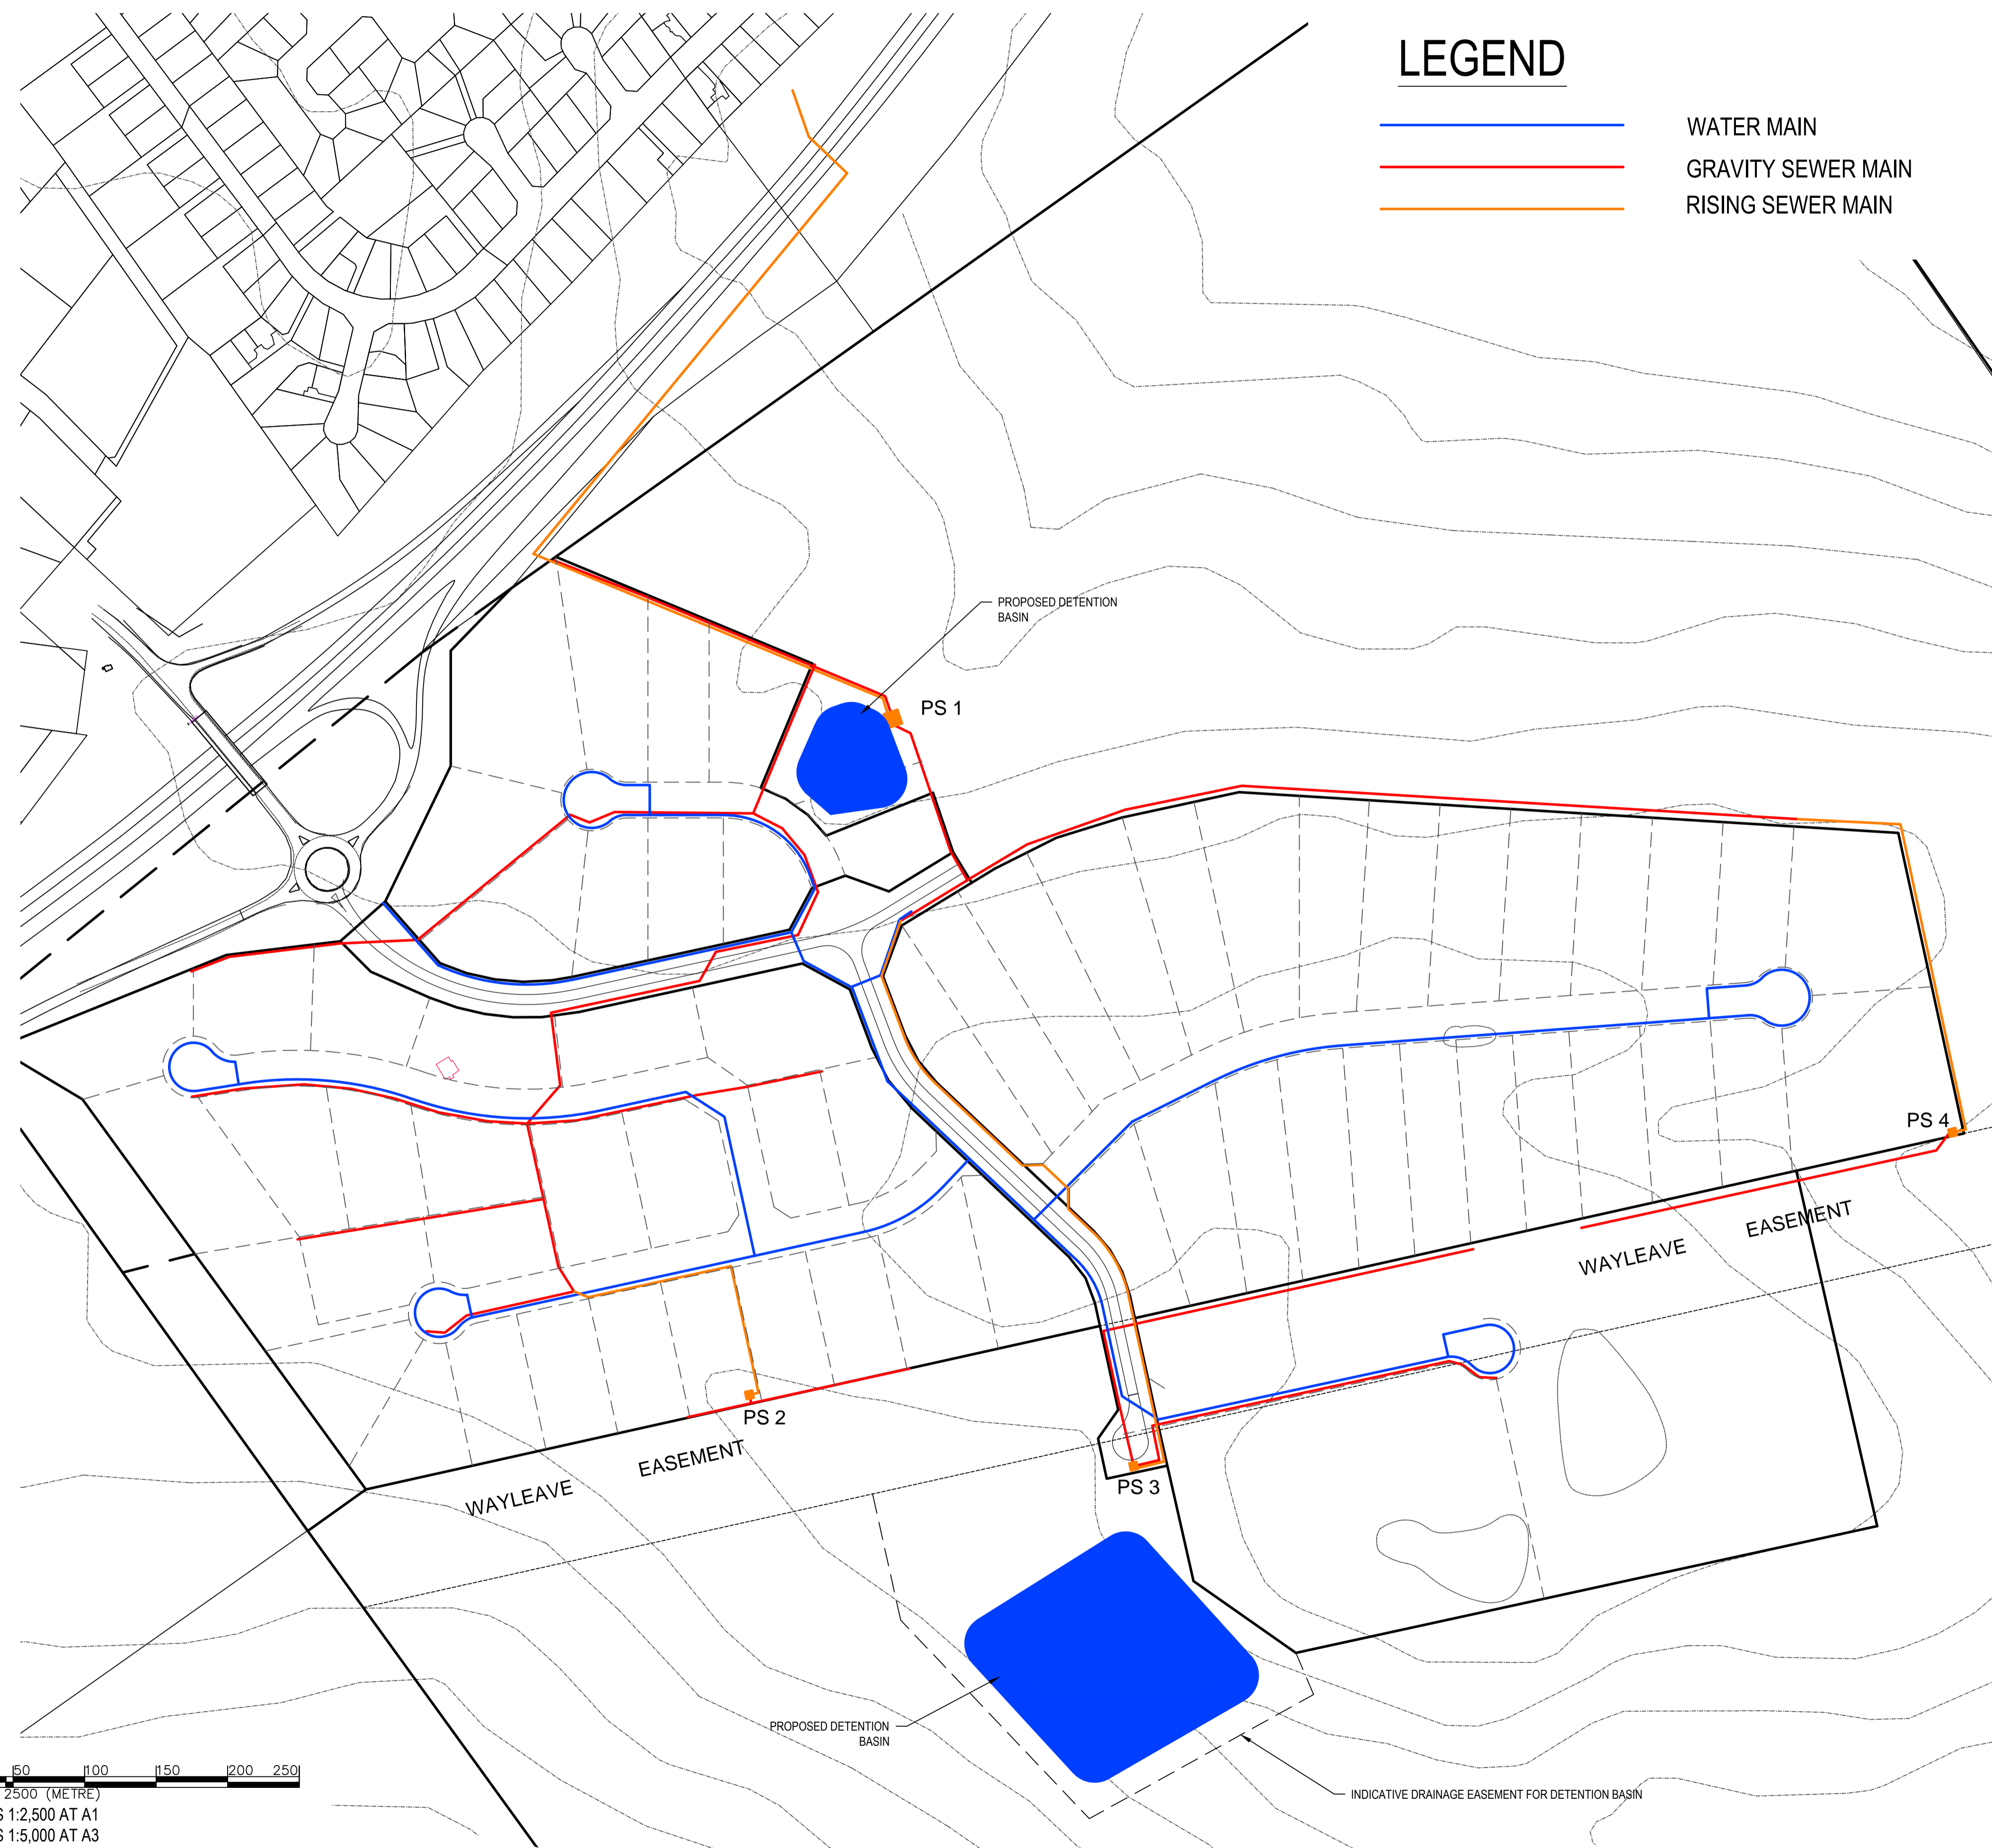 LEGEND
WATER MAIN
GRAVITY SEWER MAIN
RISING SEWER MAIN
PROPOSED DETENTION
BASIN
PS 1
PS 4
WAYLEAVE EASEMENT
PS 2
WAYLEAVE EASEMENT
PS 3
PROPOSED DETENTION
BASIN
INDICATIVE DRAINAGE EASEMENT FOR DETENTION BASIN
50 100 150 200 250
2500 (METRE)
S 1:2,500 AT A1
S 1:5,000 AT A3